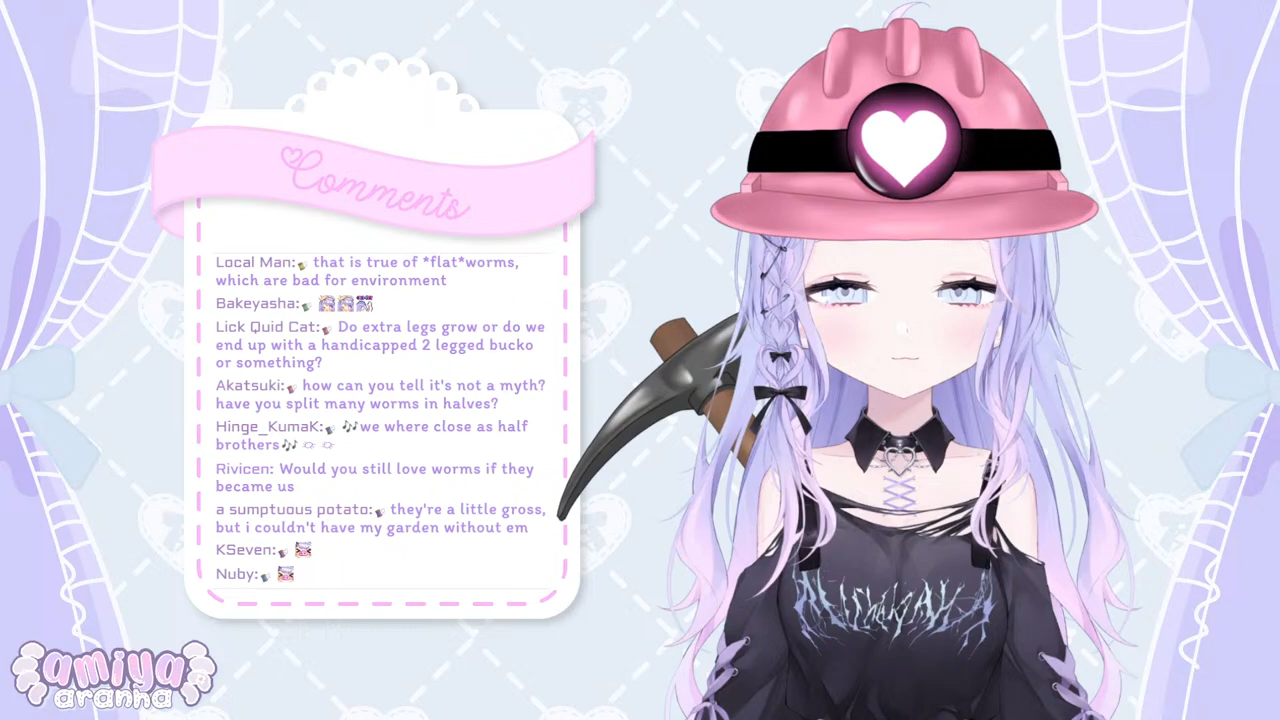 Comments
Local Man: that is true of *flat*worms,
which are bad for environment
Bakeyasha:
Lick Quid Cat: Do extra legs grow or do we
end up with a handicapped 2 legged bucko
or something?
Akatsuki: how can you tell it's not a myth?
have you split many worms in halves?
Hinge_KumaK: 🎶we where close as half
brothers🎶
Rivicen: Would you still love worms if they
became us
a sumptuous potato: they're a little gross,
but i couldn't have my garden without em
KSeven:
Nuby:
amiya
aranha